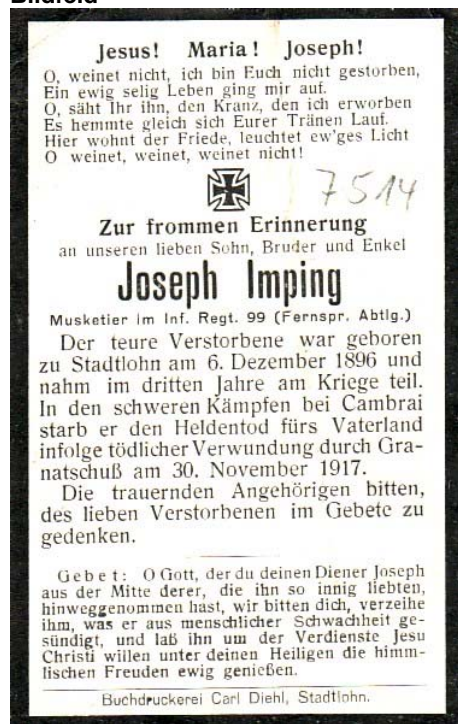 Bildfeld
Jesus! Maria! Joseph!
O, weinet nicht, ich bin Euch nicht gestorben,
Ein ewig selig Leben ging mir auf.
O, säht Ihr ihn, den Kranz, den ich erworben
Es hemmte gleich sich Eurer Tränen Lauf.
Hier wohnt der Friede, leuchtet ew'ges Licht
O weinet, weinet, weinet nicht!
7514
Zur frommen Erinnerung
an unseren lieben Sohn, Bruder und Enkel
Joseph Imping
Musketier im Inf. Regt. 99 (Fernspr. Abtlg.)
Der teure Verstorbene war geboren
zu Stadtlohn am 6. Dezember 1896 und
nahm im dritten Jahre am Kriege teil.
In den schweren Kämpfen bei Cambrai
starb er den Heldentod fürs Vaterland
infolge tödlicher Verwundung durch Gra-
natschuß am 30. November 1917.
Die trauernden Angehörigen bitten,
des lieben Verstorbenen im Gebete zu
gedenken.
Gebet: O Gott, der du deinen Diener Joseph
aus der Mitte derer, die ihn so innig liebten,
hinweggenommen hast, wir bitten dich, verzeihe
ihm, was er aus menschlicher Schwachheit ge-
sündigt, und laß ihn um der Verdienste Jesu
Christi willen unter deinen Heiligen die himm-
lischen Freuden ewig genießen.
Buchdruckerei Carl Diehl, Stadtlohn.